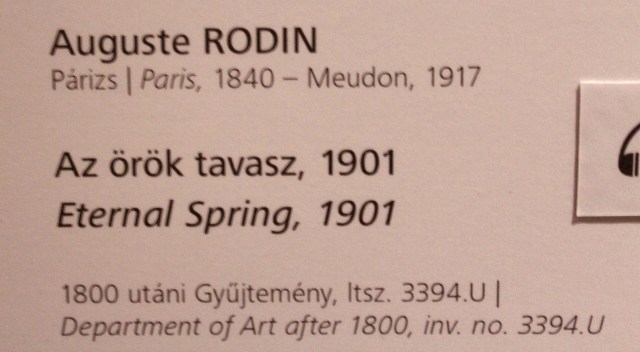 Auguste RODIN
Párizs | Paris, 1840 – Meudon, 1917
Az örök tavasz, 1901
Eternal Spring, 1901
1800 utáni Gyűjtemény, ltsz. 3394.U |
Department of Art after 1800, inv. no. 3394.U